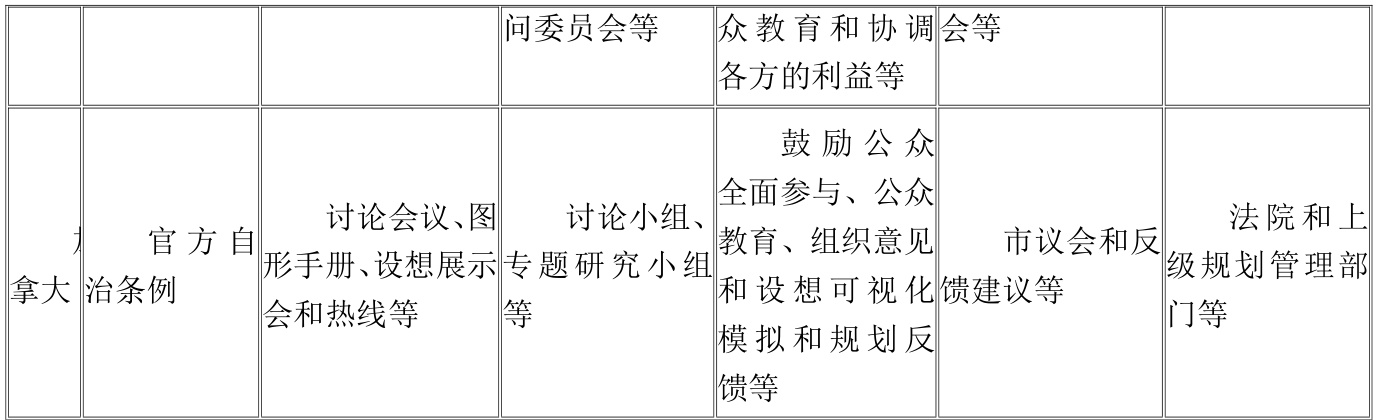 问委员会等
众教育和协调
各方的利益等
会等
拿大
官方自
治条例
讨论会议、图
形手册、设想展示
会和热线等
讨论小组、
专题研究小组
等
鼓励公众
全面参与、公众
教育、组织意见
和设想可视化
模拟和规划反
馈等
市议会和反
馈建议等
法院和上
级规划管理部
门等